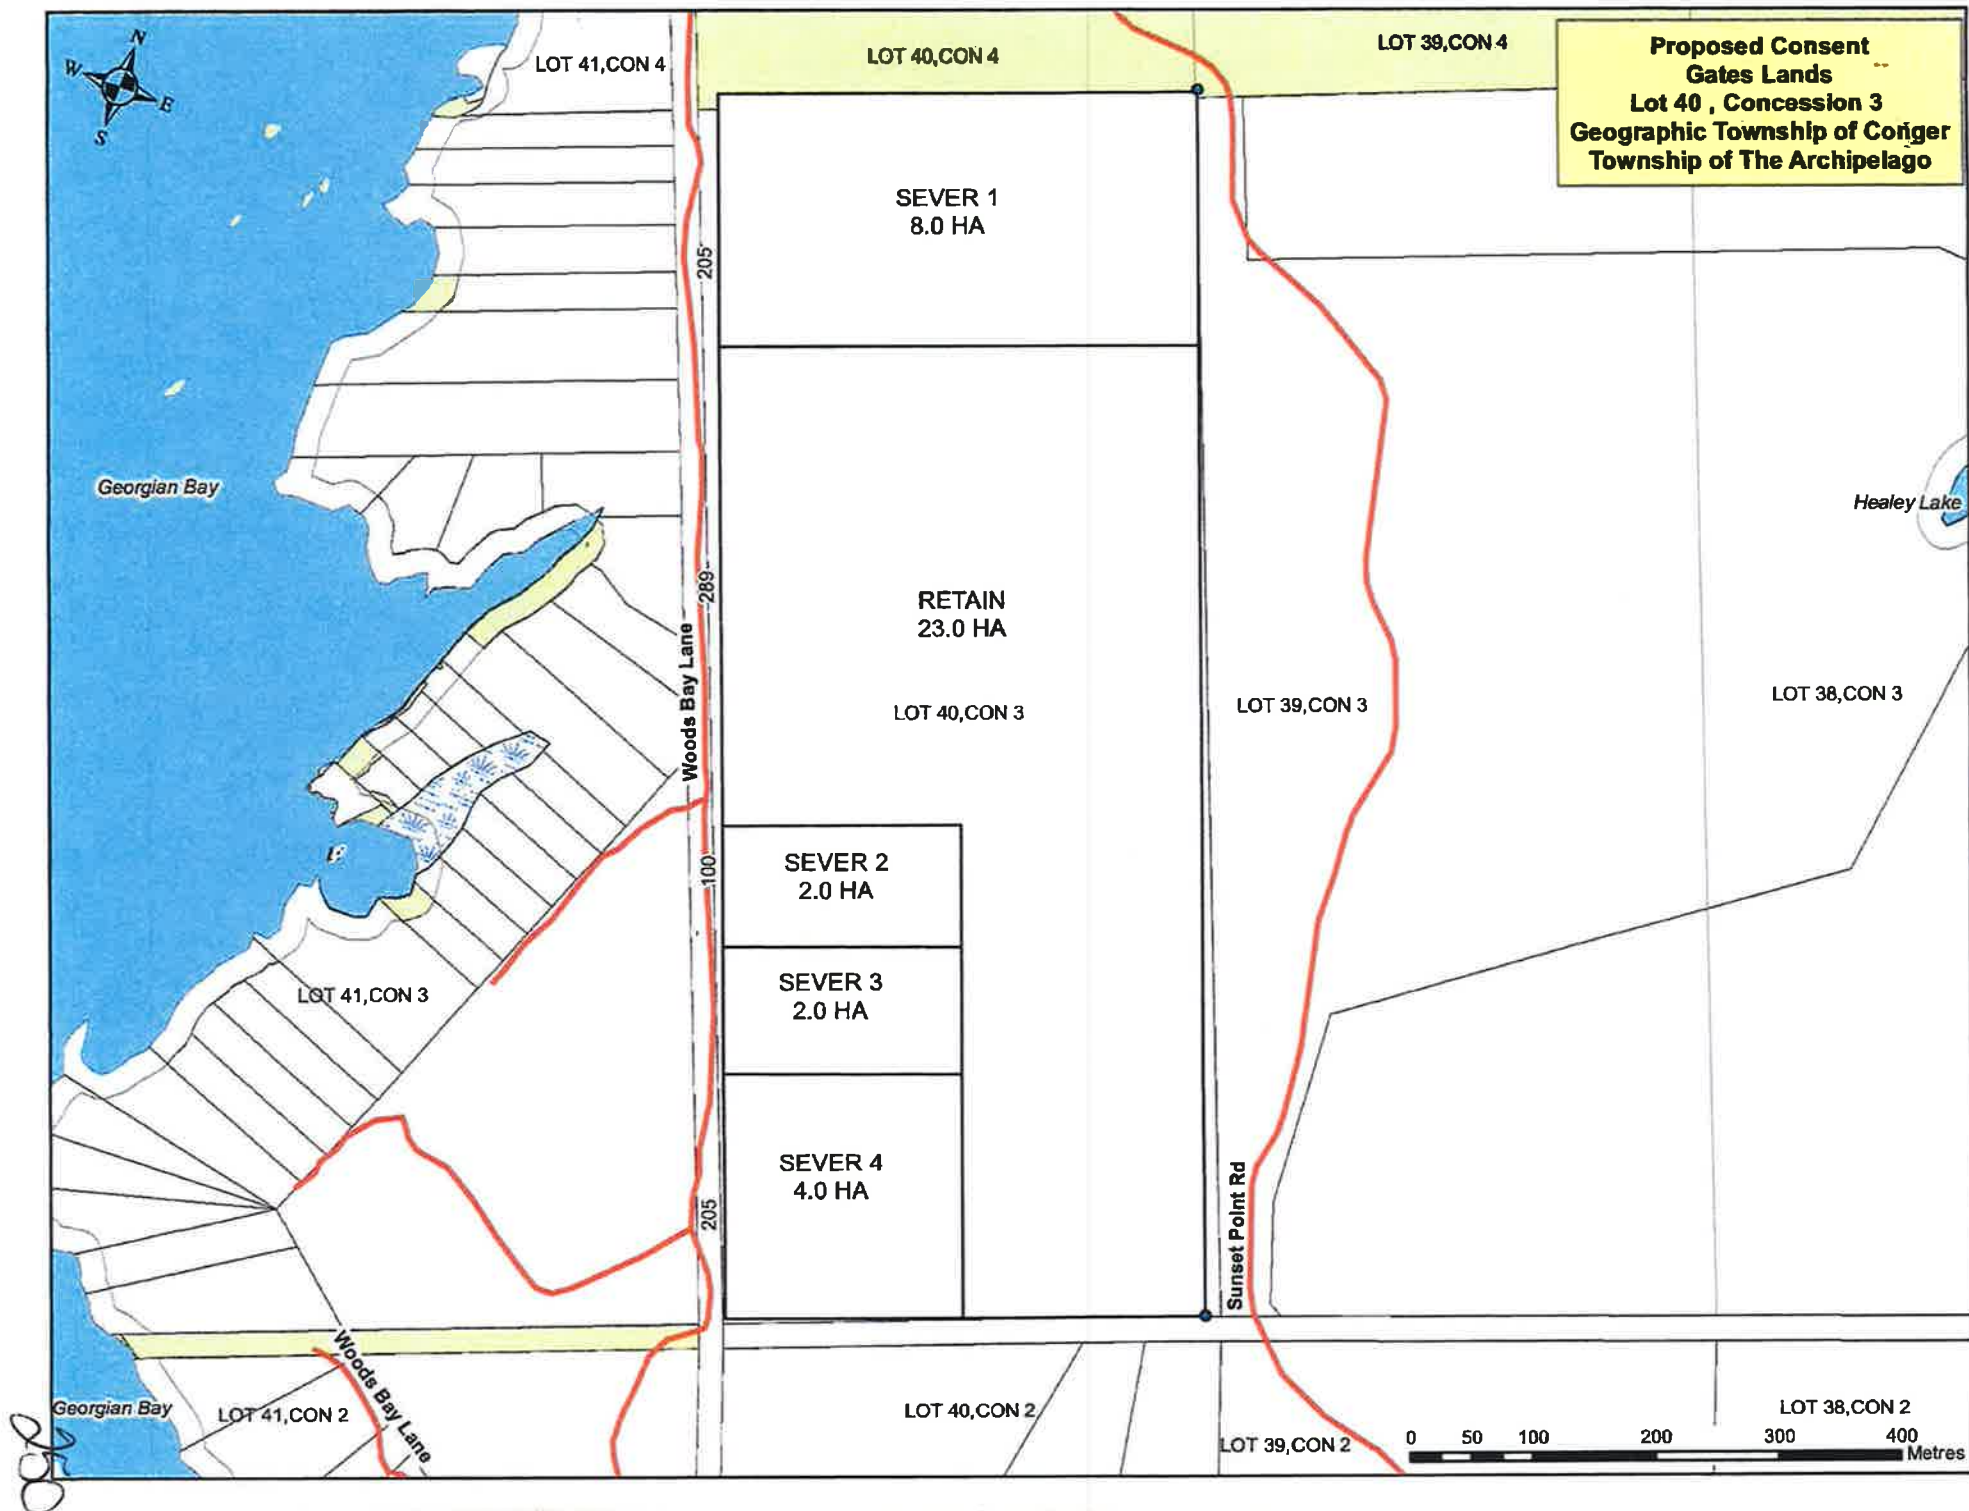 N
W
E
S
LOT 41,CON 4
LOT 40,CON 4
LOT 39,CON 4
Proposed Consent
Gates Lands
Lot 40 , Concession 3
Geographic Township of Conger
Township of The Archipelago
SEVER 1
8.0 HA
205
Georgian Bay
Healey Lake
289
RETAIN
23.0 HA
Woods Bay Lane
LOT 40,CON 3
LOT 39,CON 3
LOT 38,CON 3
100
SEVER 2
2.0 HA
SEVER 3
2.0 HA
LOT 41,CON 3
SEVER 4
4.0 HA
205
Sunset Point Rd
Woods Bay Lane
Georgian Bay
LOT 41,CON 2
LOT 40,CON 2
LOT 39,CON 2
LOT 38,CON 2
0 50 100 200 300 400
Metres